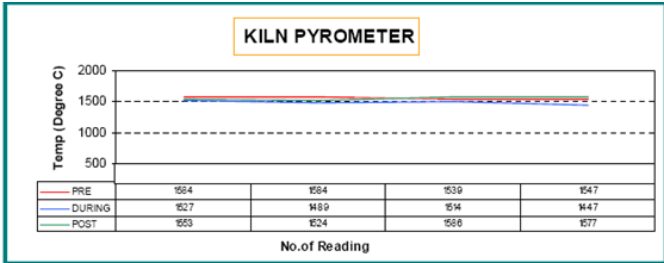 KILN PYROMETER
Temp (Degree C)
2000
1500
1000
500
PRE 1584 1584 1539 1547
DURING 1527 1489 1514 1447
POST 1553 1524 1586 1577
No.of Reading